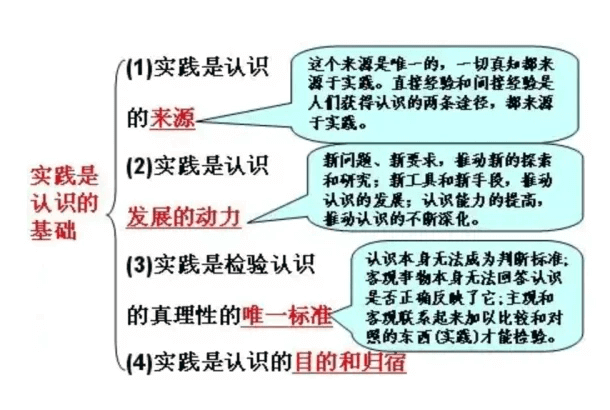 实践是
认识的
基础
(1)实践是认识
的来源
这个来源是唯一的，一切真知都来
源于实践。直接经验和间接经验是
人们获得认识的两条途径，都来源
于实践。
(2)实践是认识
发展的动力
新问题、新要求，推动新的探索
和研究；新工具和新手段，推动
认识的发展；认识能力的提高，
推动认识的不断深化。
(3)实践是检验认识
的真理性的唯一标准
认识本身无法成为判断标准；
客观事物本身无法回答认识
是否正确反映了它；主观和
客观联系起来加以比较和对
照的东西(实践)才能检验。
(4)实践是认识的目的和归宿